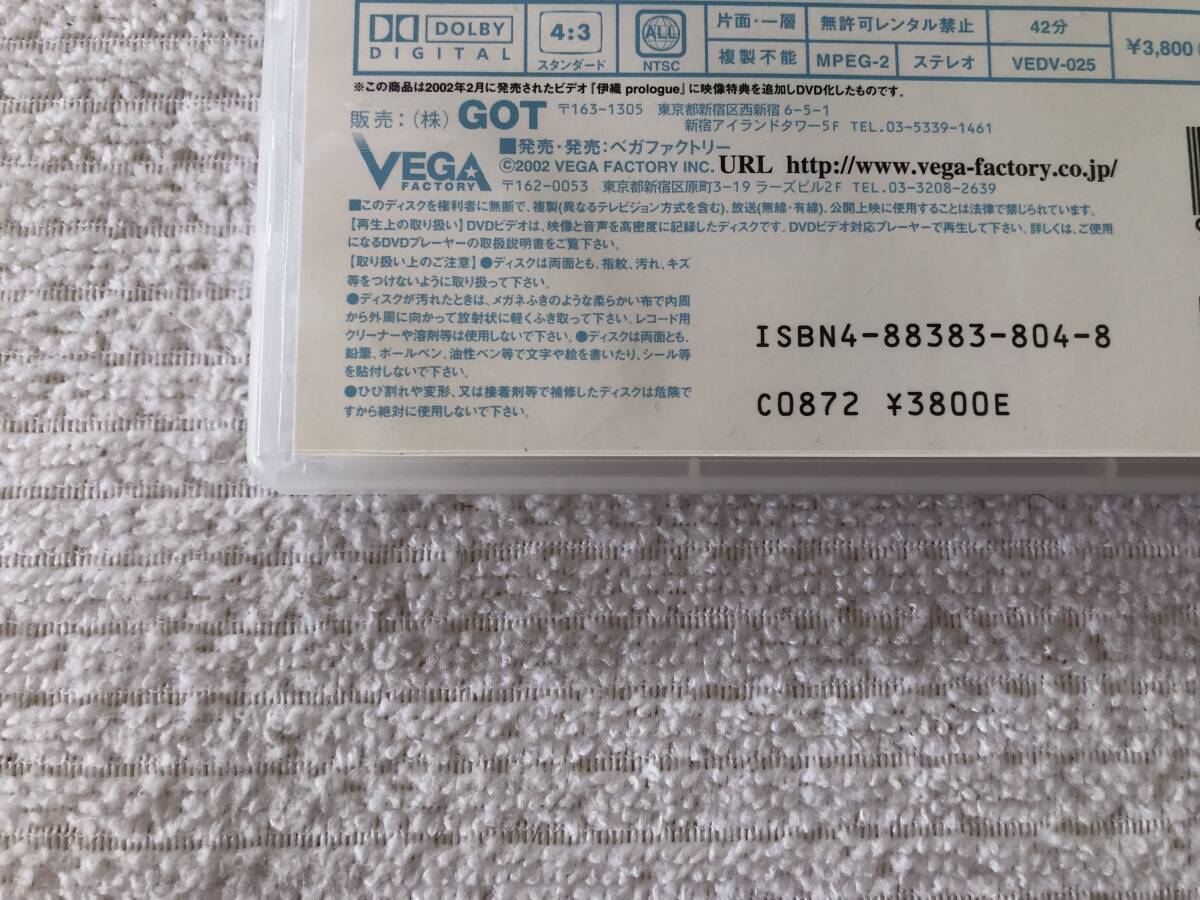 DOLBY
DIGITAL
4:3
スタンダード
ALL
NTSC
片面・一層
無許可レンタル禁止
42分
複製不能
MPEG-2
ステレオ
VEDV-025
¥3,800
※この商品は2002年2月に発売されたビデオ『伊織 prologue』に映像特典を追加しDVD化したものです。
販売：(株) GOT 〒163-1305 東京都新宿区西新宿 6-5-1
新宿アイランドタワー5F TEL.03-5339-1461
VEGA FACTORY
■発売・発売：ベガファクトリー
©2002 VEGA FACTORY INC. URL http://www.vega-factory.co.jp/
〒162-0053 東京都新宿区原町3-19 ラーズビル2F TEL.03-3208-2639
■このディスクを権利者に無断で、複製(異なるテレビジョン方式を含む)、放送(無線・有線)、公開上映に使用することは法律で禁じられています。
【再生上の取り扱い】DVDビデオは、映像と音声を高密度に記録したディスクです。DVDビデオ対応プレーヤーで再生して下さい。詳しくは、ご使用
になるDVDプレーヤーの取扱説明書をご覧下さい。
【取り扱い上のご注意】●ディスクは両面とも、指紋、汚れ、キズ
等をつけないように取り扱って下さい。
●ディスクが汚れたときは、メガネふきのような柔らかい布で内周
から外周に向かって放射状に軽くふき取って下さい。レコード用
クリーナーや溶剤等は使用しないで下さい。●ディスクは両面とも、
鉛筆、ボールペン、油性ペン等で文字や絵を書いたり、シール等
を貼付しないで下さい。
●ひび割れや変形、又は接着剤等で補修したディスクは危険で
すから絶対に使用しないで下さい。
ISBN4-88383-804-8
C0872 ¥3800E